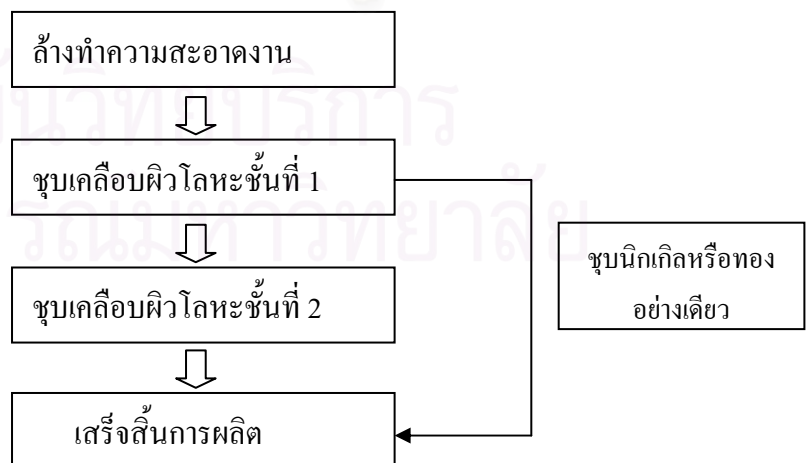 ล้างทำความสะอาดงาน
ชุบเคลือบผิวโลหะชั้นที่ 1
ชุบเคลือบผิวโลหะชั้นที่ 2
เสร็จสิ้นการผลิต
ชุบนิกเกิลหรือทอง
อย่างเดียว